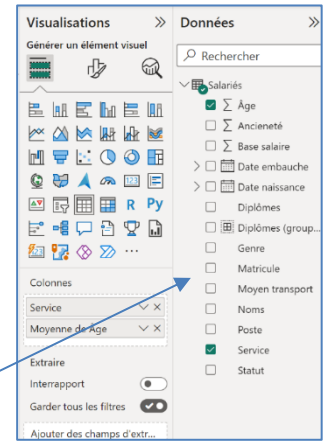 Visualisations »
Générer un élément visuel
R Py
123
Colonnes
Service
Moyenne de Âge
Extraire
Interrapport
Garder tous les filtres
Ajouter des champs d'extr...
Données »
Rechercher
Salariés
∑ Âge
∑ Ancieneté
∑ Base salaire
Date embauche
Date naissance
Diplômes
Diplômes (group...
Genre
Matricule
Moyen transport
Noms
Poste
Service
Statut